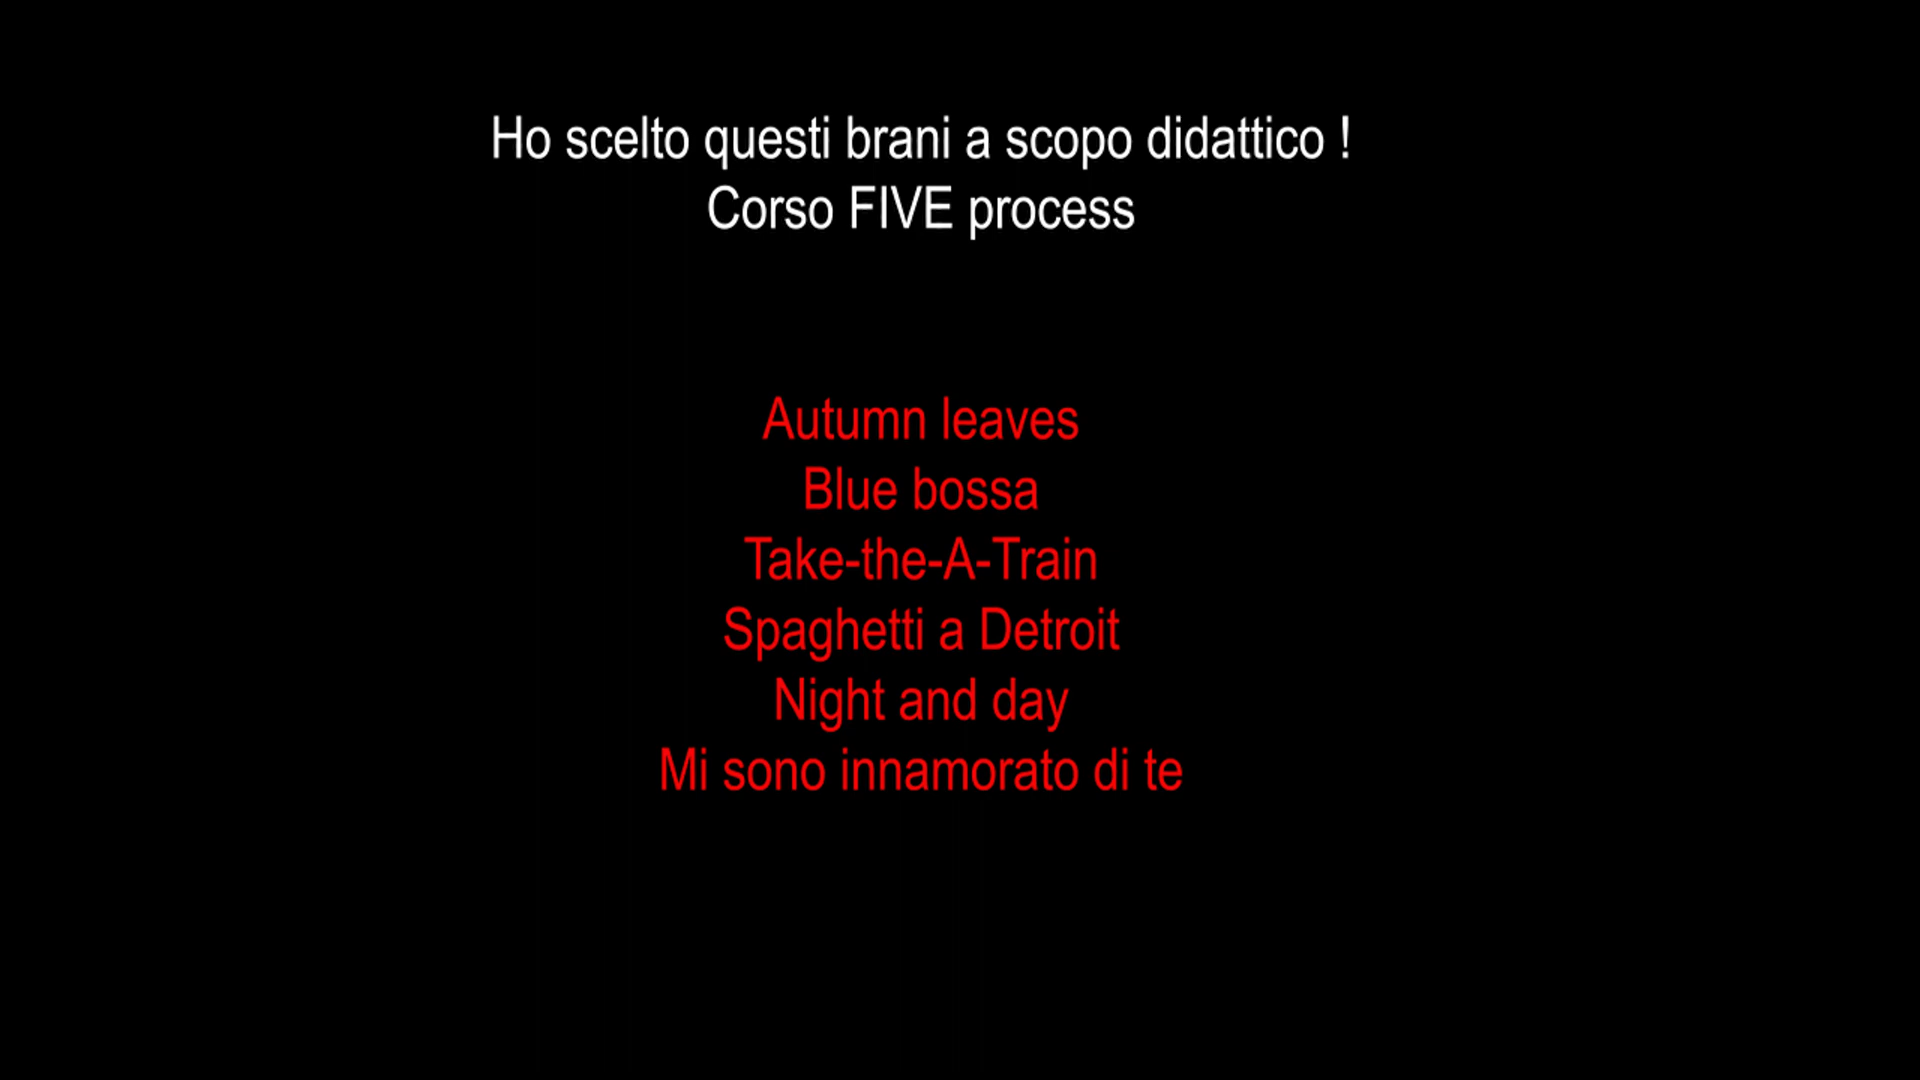 Ho scelto questi brani a scopo didattico !
Corso FIVE process
Autumn leaves
Blue bossa
Take-the-A-Train
Spaghetti a Detroit
Night and day
Mi sono innamorato di te